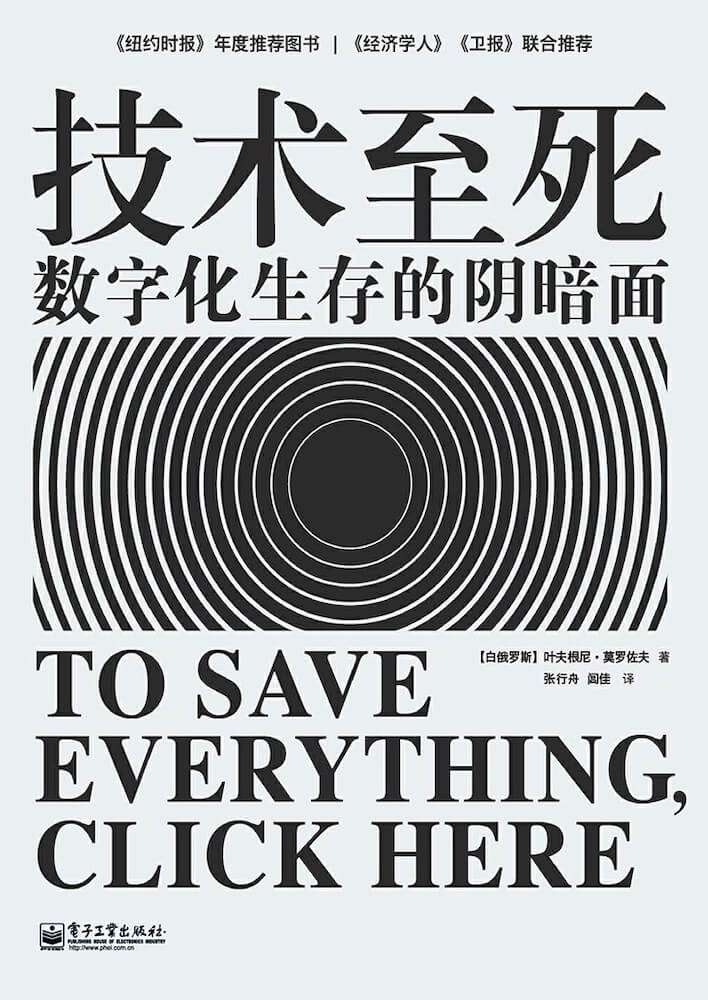 《纽约时报》年度推荐图书 | 《经济学人》《卫报》联合推荐
技术至死
数字化生存的阴暗面
TO SAVE
EVERYTHING,
CLICK HERE
【白俄罗斯】叶夫根尼·莫罗佐夫 著
张行舟 闾佳 译
電子工業出版社·
PUBLISHING HOUSE OF ELECTRONICS INDUSTRY
http://www.phei.com.cn